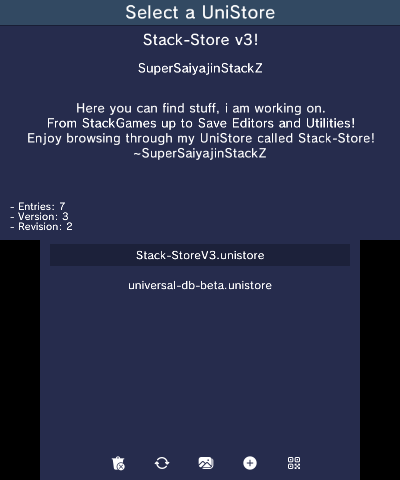 Select a UniStore
Stack-Store v3!
SuperSaiyajinStackZ
Here you can find stuff, i am working on.
From StackGames up to Save Editors and Utilities!
Enjoy browsing through my UniStore called Stack-Store!
~SuperSaiyajinStackZ
- Entries: 7
- Version: 3
- Revision: 2
Stack-StoreV3.unistore
universal-db-beta.unistore